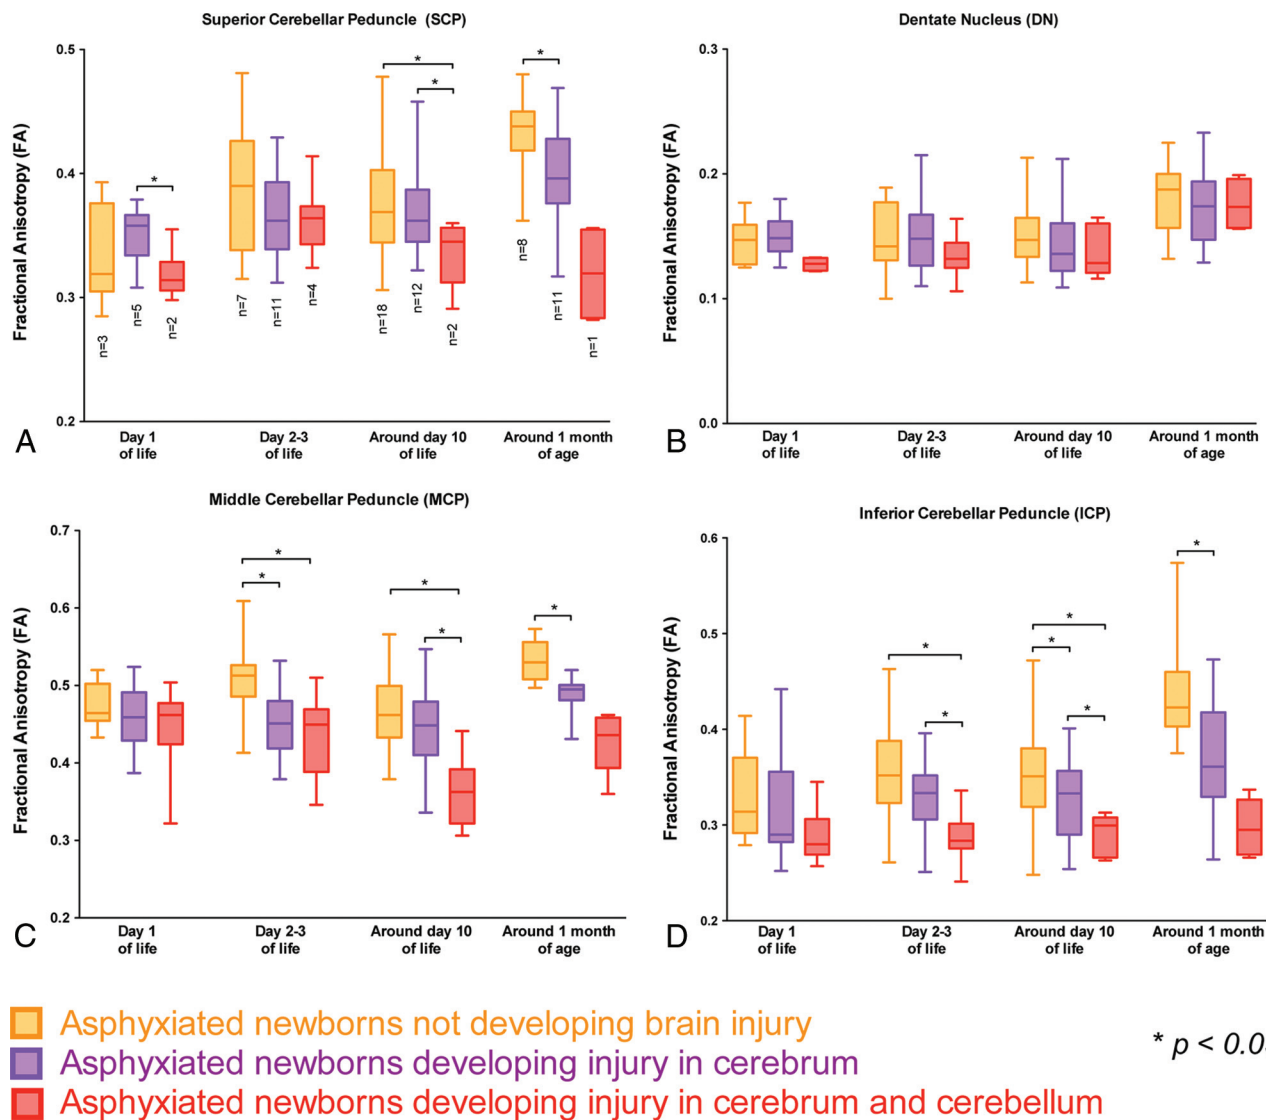 Superior Cerebellar Peduncle (SCP)
Fractional Anisotropy (FA)
0.5
0.4
0.3
0.2
*
*
*
*
n=3
n=5
n=2
n=7
n=11
n=4
n=18
n=12
n=2
n=8
n=11
n=1
Day 1
of life
Day 2-3
of life
Around day 10
of life
Around 1 month
of age
A
Dentate Nucleus (DN)
Fractional Anisotropy (FA)
0.3
0.2
0.1
0.0
Day 1
of life
Day 2-3
of life
Around day 10
of life
Around 1 month
of age
B
Middle Cerebellar Peduncle (MCP)
Fractional Anisotropy (FA)
0.7
0.6
0.5
0.4
0.3
0.2
*
*
*
*
*
Day 1
of life
Day 2-3
of life
Around day 10
of life
Around 1 month
of age
C
Inferior Cerebellar Peduncle (ICP)
Fractional Anisotropy (FA)
0.6
0.5
0.4
0.3
0.2
*
*
*
*
*
*
Day 1
of life
Day 2-3
of life
Around day 10
of life
Around 1 month
of age
D
Asphyxiated newborns not developing brain injury
Asphyxiated newborns developing injury in cerebrum
Asphyxiated newborns developing injury in cerebrum and cerebellum
* p < 0.0